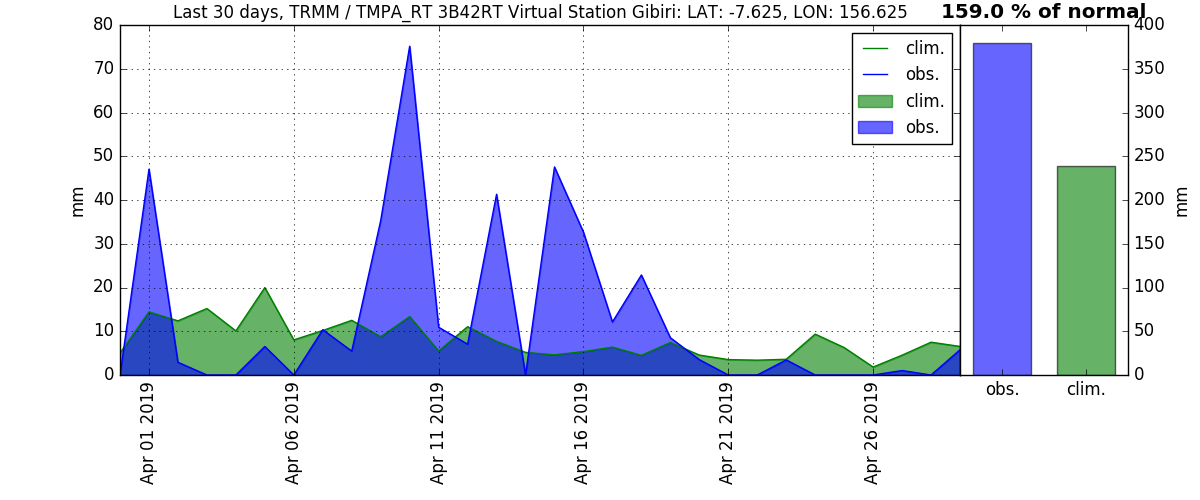 Last 30 days, TRMM / TMPA_RT 3B42RT Virtual Station Gibiri: LAT: -7.625, LON: 156.625
159.0 % of normal
80
70
60
50
40
30
20
10
0
mm
clim.
obs.
clim.
obs.
400
350
300
250
200
150
100
50
0
mm
Apr 01 2019
Apr 06 2019
Apr 11 2019
Apr 16 2019
Apr 21 2019
Apr 26 2019
obs.
clim.